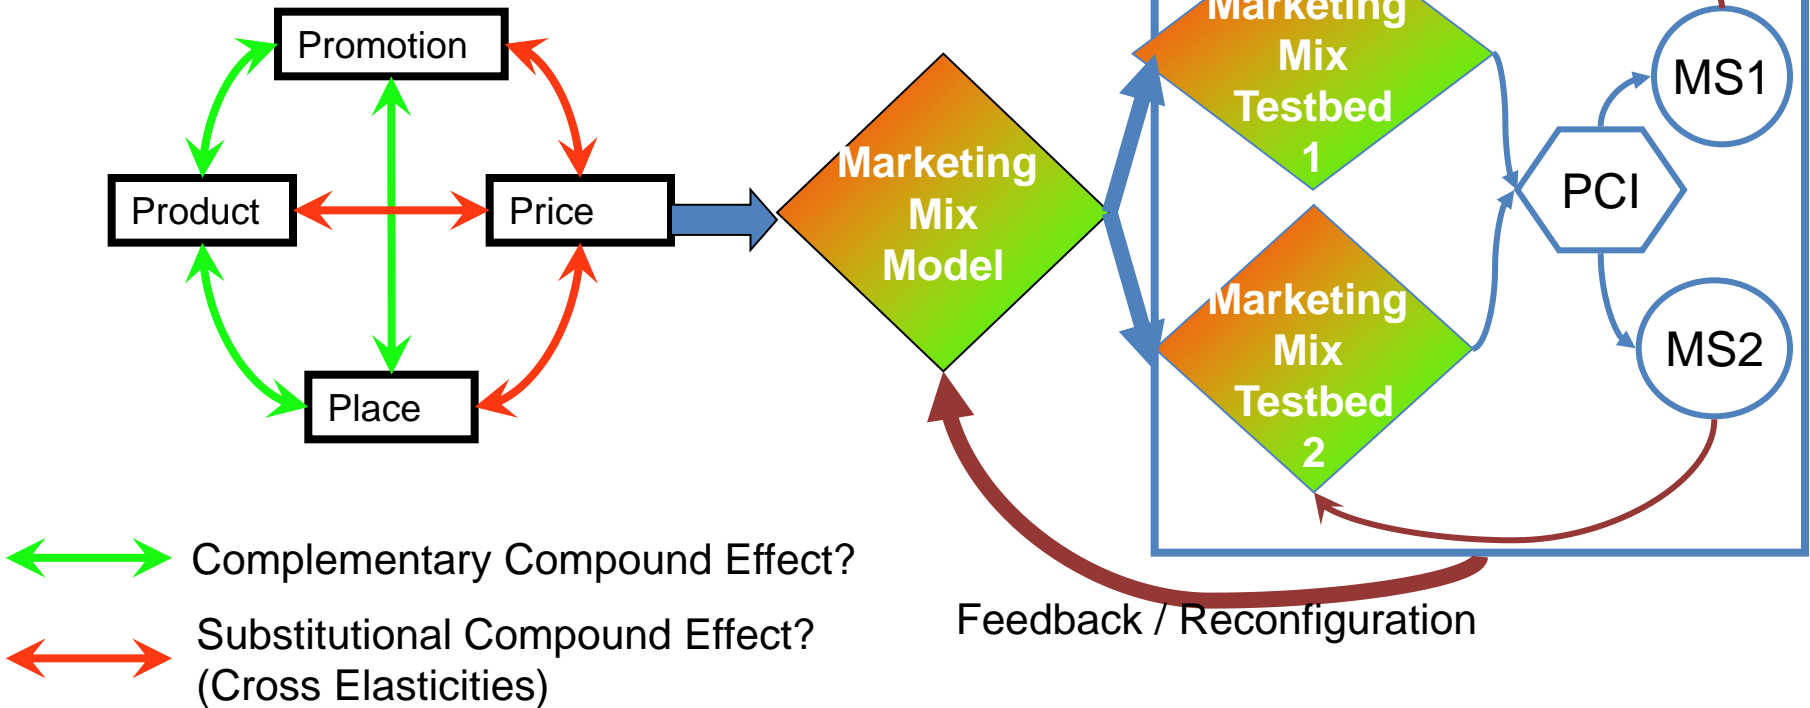 Promotion
Product
Price
Place
Marketing
Mix
Model
Marketing
Mix
Testbed
1
Marketing
Mix
Testbed
2
PCI
MS1
MS2
Complementary Compound Effect?
Substitutional Compound Effect?
(Cross Elasticities)
Feedback / Reconfiguration